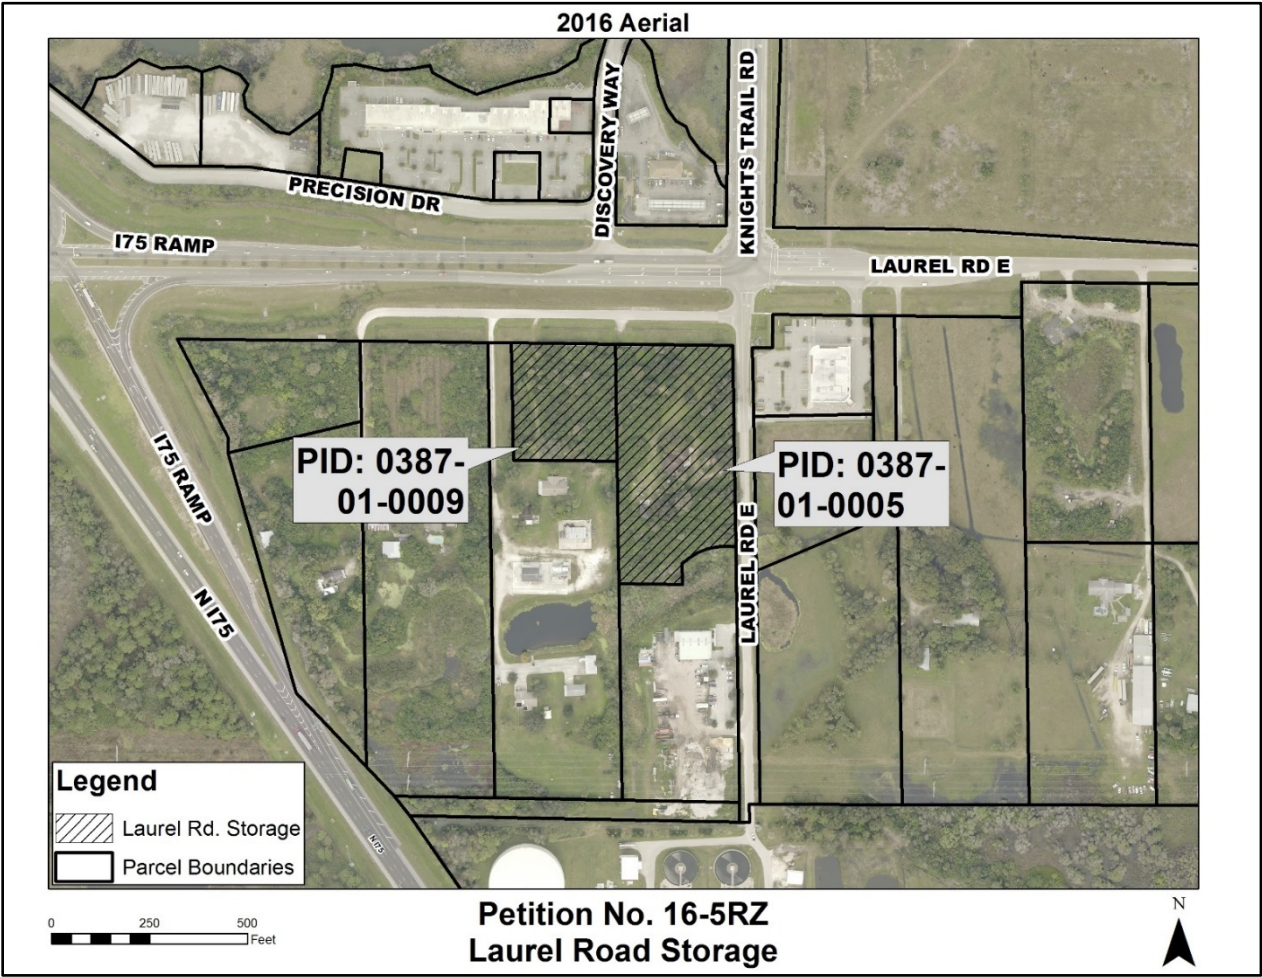 2016 Aerial
KNIGHTS TRAIL RD
DISCOVERY WAY
PRECISION DR
I75 RAMP
LAUREL RD E
PID: 0387-
01-0009
PID: 0387-
01-0005
I75 RAMP
LAUREL RD E
N I75
N I75
Legend
Laurel Rd. Storage
Parcel Boundaries
0 250 500
Feet
Petition No. 16-5RZ
Laurel Road Storage
N